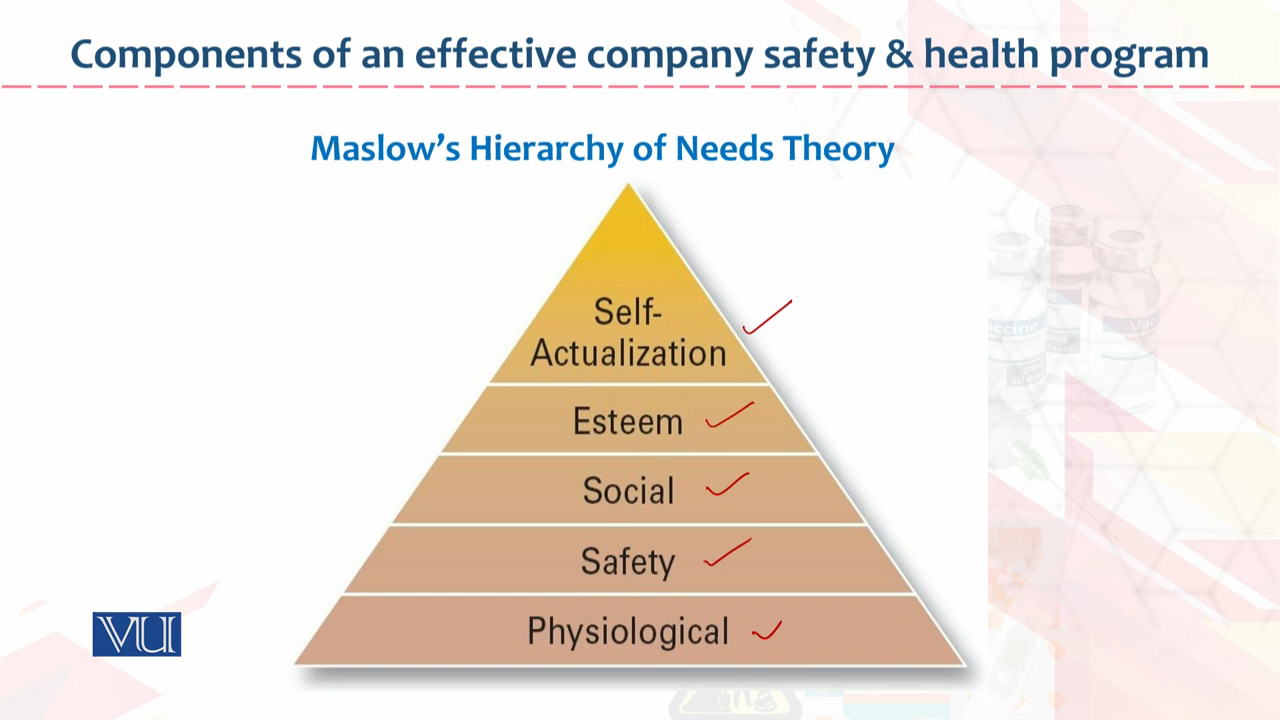 Components of an effective company safety & health program
Maslow's Hierarchy of Needs Theory
Self-
Actualization
Esteem
Social
Safety
Physiological
VU